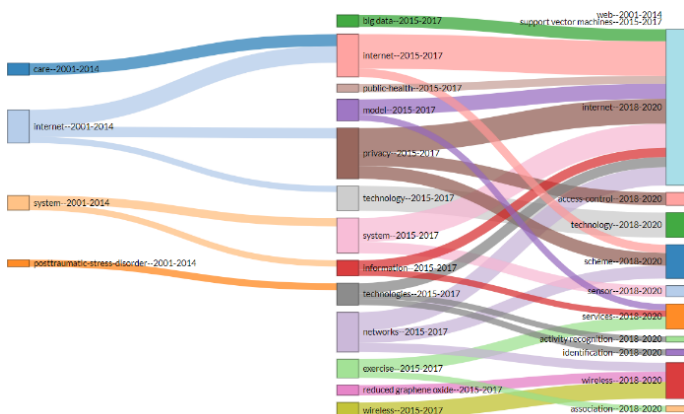 care--2001-2014
internet--2001-2014
system--2001-2014
posttraumatic-stress-disorder--2001-2014
big data--2015-2017
internet--2015-2017
public-health--2015-2017
model--2015-2017
privacy--2015-2017
technology--2015-2017
system--2015-2017
information--2015-2017
technologies--2015-2017
networks--2015-2017
exercise--2015-2017
reduced graphene oxide--2015-2017
wireless--2015-2017
web--2001-2014
support vector machines--2015-2017
internet--2018-2020
access-control--2018-2020
technology--2018-2020
scheme--2018-2020
sensor--2018-2020
services--2018-2020
activity recognition--2018-2020
identification--2018-2020
wireless--2018-2020
association--2018-2020